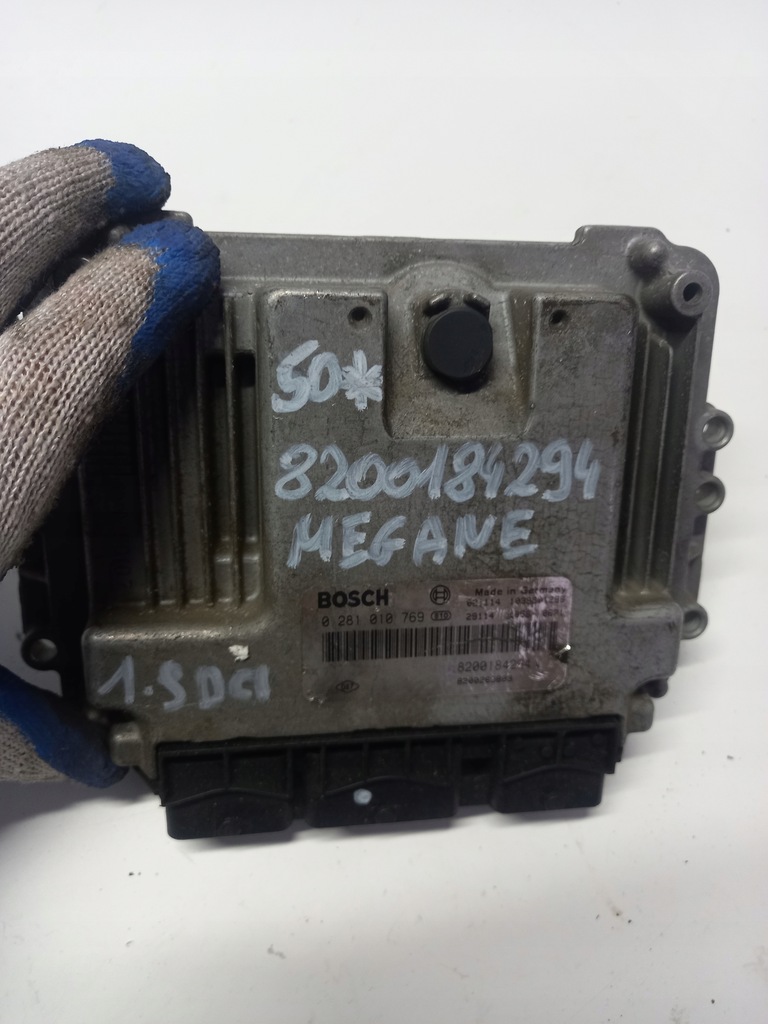 50*
8200184294
MEGANE
BOSCH Made in Germany
0 281 010 769
8200184294
1.5 DCI